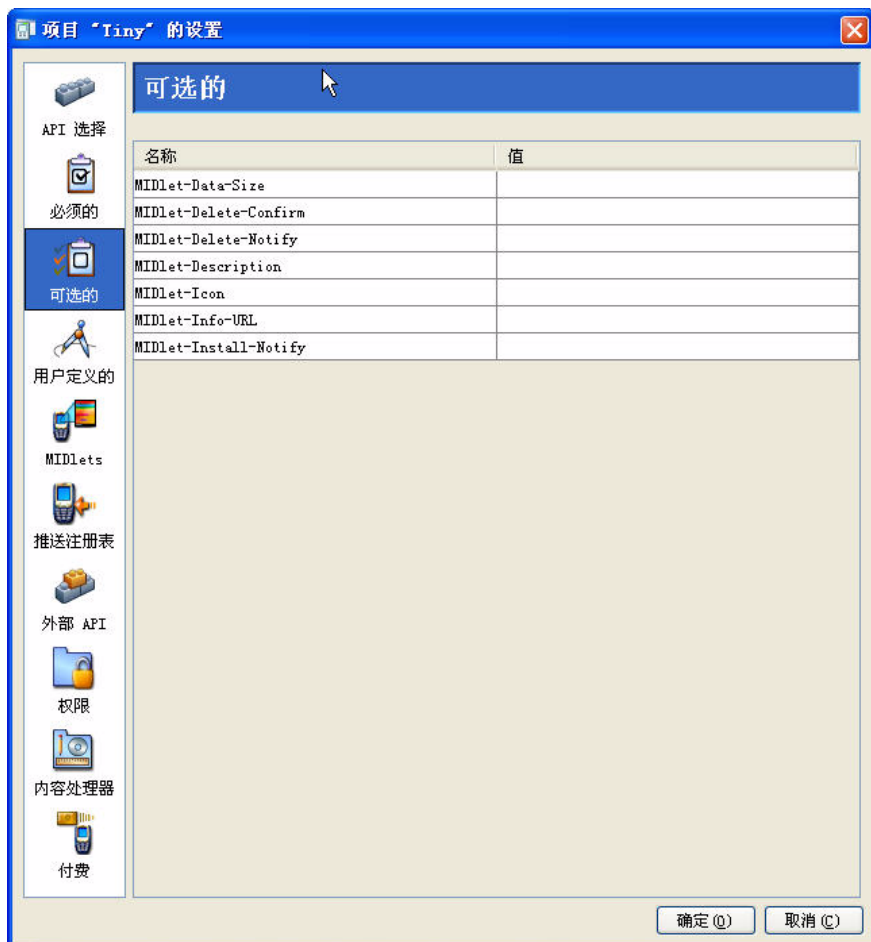 项目 "Tiny" 的设置
API 选择
必须的
可选的
用户定义的
MIDlets
推送注册表
外部 API
权限
内容处理器
付费
可选的
名称 值
MIDlet-Data-Size
MIDlet-Delete-Confirm
MIDlet-Delete-Notify
MIDlet-Description
MIDlet-Icon
MIDlet-Info-URL
MIDlet-Install-Notify
确定(O) 取消(C)